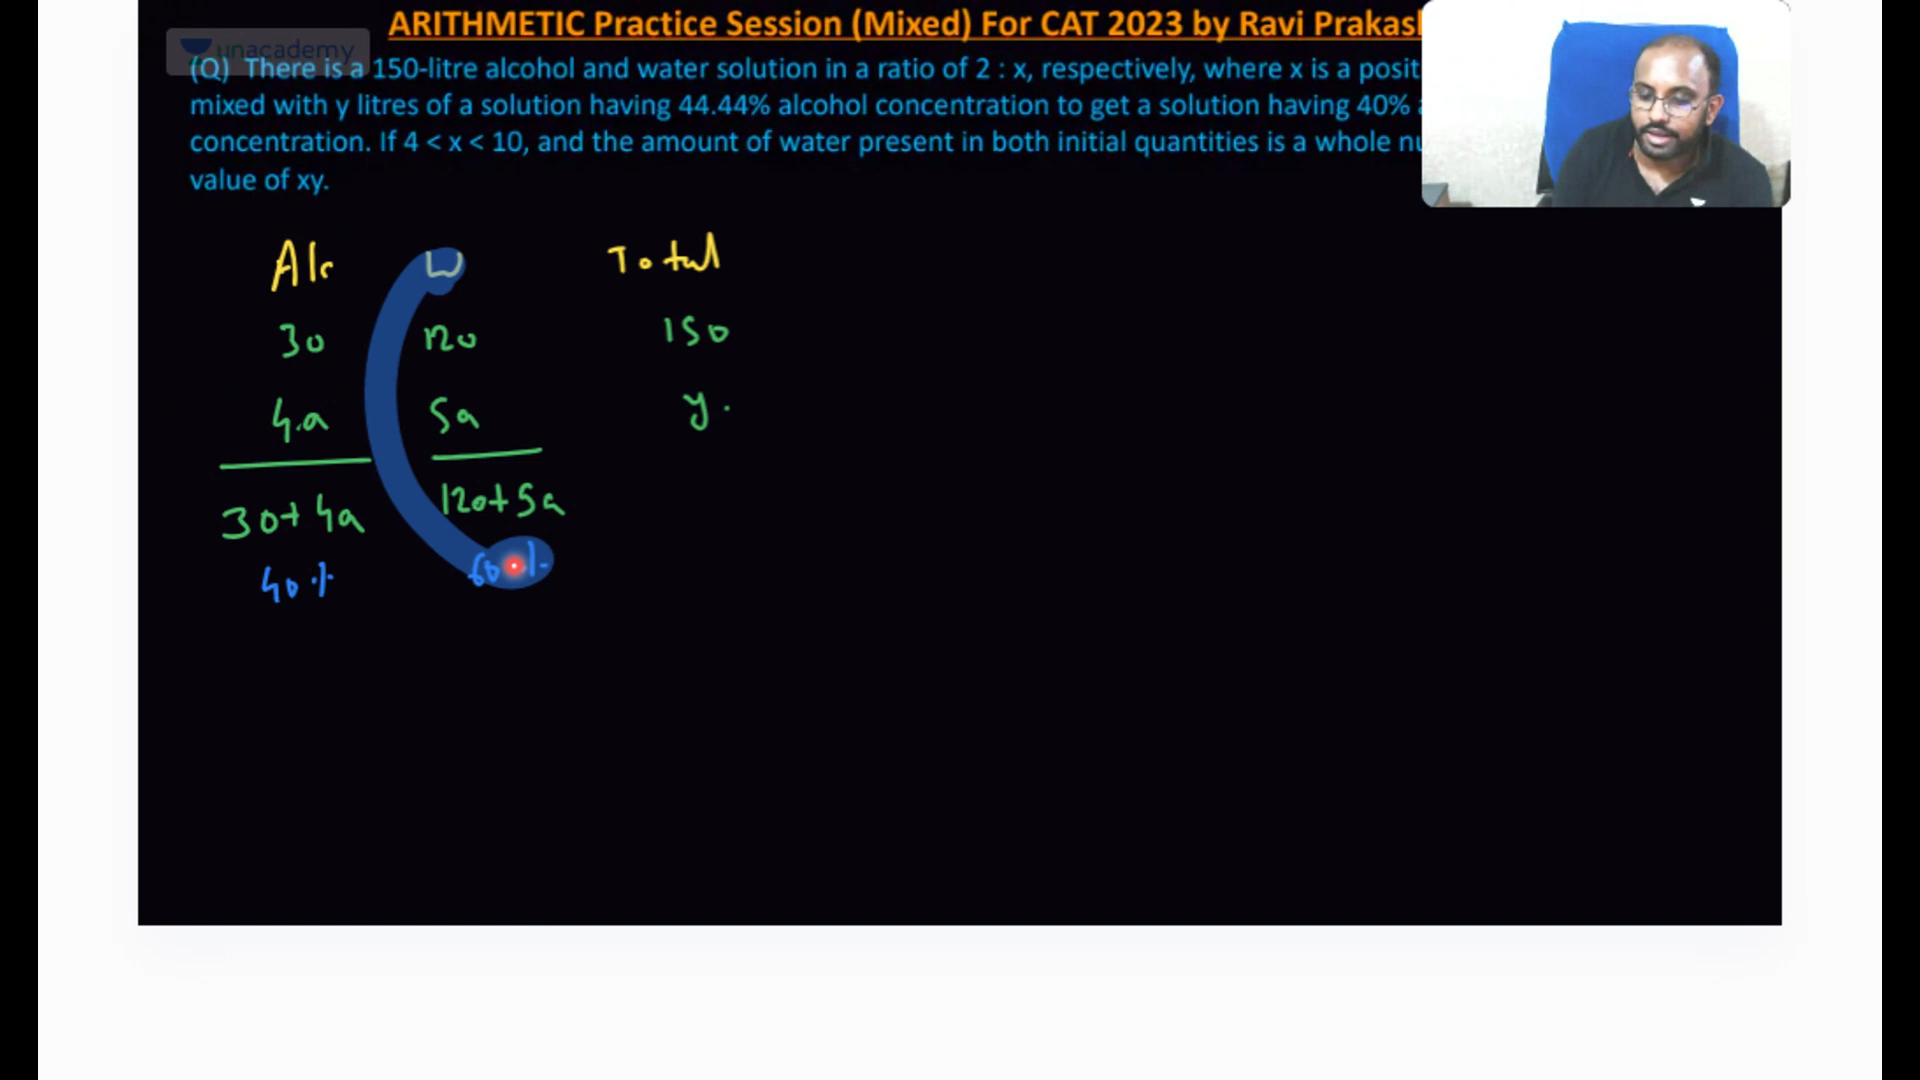 ARITHMETIC Practice Session (Mixed) For CAT 2023 by Ravi Prakash
unacademy
(Q) There is a 150-litre alcohol and water solution in a ratio of 2 : x, respectively, where x is a posit
mixed with y litres of a solution having 44.44% alcohol concentration to get a solution having 40%
concentration. If 4 < x < 10, and the amount of water present in both initial quantities is a whole nu
value of xy.
Alc W Total
30 120 150
4.a 5a y.
30+4a 120+5a
40% 60%